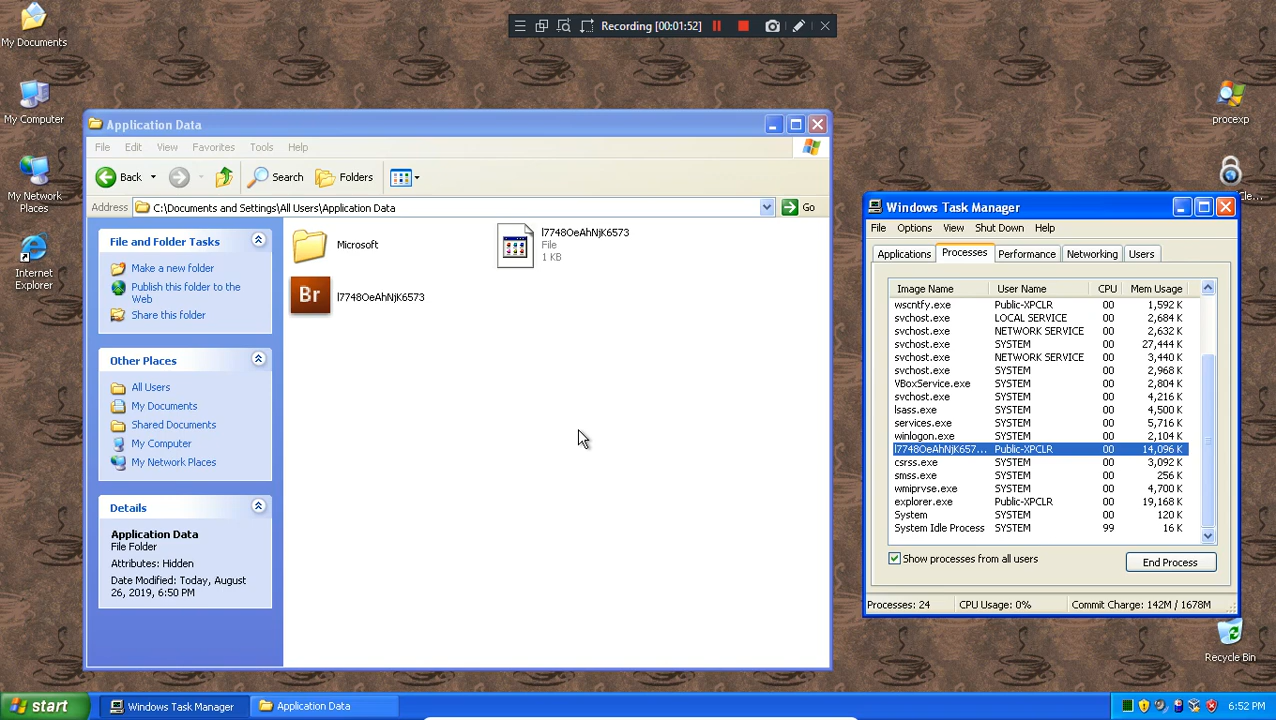 My Documents
My Computer
My Network
Places
Internet
Explorer
Recording [00:01:52]
procexp
Recycle Bin
Application Data
File Edit View Favorites Tools Help
Back Search Folders
Address C:\Documents and Settings\All Users\Application Data Go
File and Folder Tasks
Make a new folder
Publish this folder to the
Web
Share this folder
Other Places
All Users
My Documents
Shared Documents
My Computer
My Network Places
Details
Application Data
File Folder
Attributes: Hidden
Date Modified: Today, August
26, 2019, 6:50 PM
Microsoft
l7748OeAhNjK6573
File
1 KB
Br
l7748OeAhNjK6573
Windows Task Manager
File Options View Shut Down Help
Applications Processes Performance Networking Users
Image Name User Name CPU Mem Usage
wscntfy.exe Public-XPCLR 00 1,592 K
svchost.exe LOCAL SERVICE 00 2,684 K
svchost.exe NETWORK SERVICE 00 2,632 K
svchost.exe SYSTEM 00 27,444 K
svchost.exe NETWORK SERVICE 00 3,440 K
svchost.exe SYSTEM 00 2,968 K
VBoxService.exe SYSTEM 00 2,804 K
svchost.exe SYSTEM 00 4,216 K
lsass.exe SYSTEM 00 4,500 K
services.exe SYSTEM 00 5,716 K
winlogon.exe SYSTEM 00 2,104 K
l7748OeAhNjK657... Public-XPCLR 00 14,096 K
csrss.exe SYSTEM 00 3,092 K
smss.exe SYSTEM 00 256 K
wmiprvse.exe SYSTEM 00 4,700 K
explorer.exe Public-XPCLR 00 19,168 K
System SYSTEM 00 120 K
System Idle Process SYSTEM 99 16 K
Show processes from all users
End Process
Processes: 24 CPU Usage: 0% Commit Charge: 142M / 1678M
start
Windows Task Manager
Application Data
6:52 PM